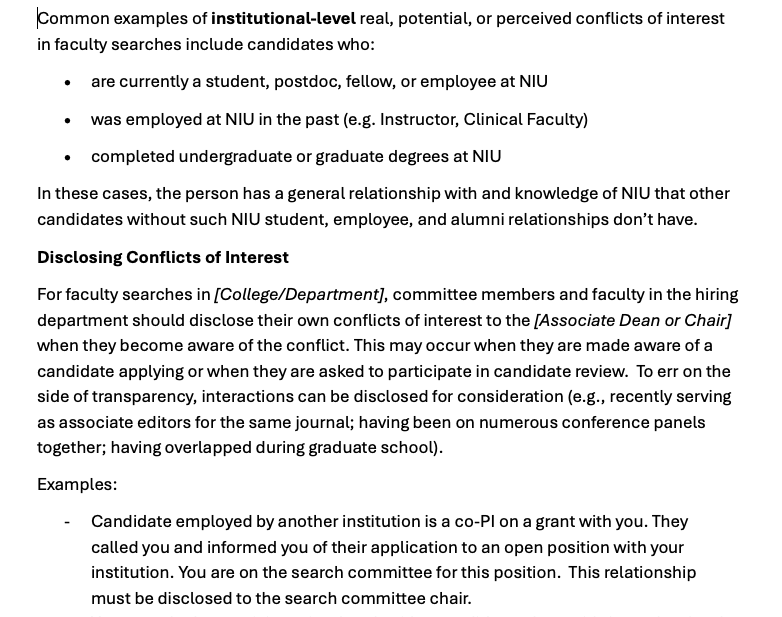 Common examples of institutional-level real, potential, or perceived conflicts of interest
in faculty searches include candidates who:
• are currently a student, postdoc, fellow, or employee at NIU
• was employed at NIU in the past (e.g. Instructor, Clinical Faculty)
• completed undergraduate or graduate degrees at NIU
In these cases, the person has a general relationship with and knowledge of NIU that other
candidates without such NIU student, employee, and alumni relationships don't have.
Disclosing Conflicts of Interest
For faculty searches in [College/Department], committee members and faculty in the hiring
department should disclose their own conflicts of interest to the [Associate Dean or Chair]
when they become aware of the conflict. This may occur when they are made aware of a
candidate applying or when they are asked to participate in candidate review.  To err on the
side of transparency, interactions can be disclosed for consideration (e.g., recently serving
as associate editors for the same journal; having been on numerous conference panels
together; having overlapped during graduate school).
Examples:
- Candidate employed by another institution is a co-PI on a grant with you. They
called you and informed you of their application to an open position with your
institution. You are on the search committee for this position.  This relationship
must be disclosed to the search committee chair.